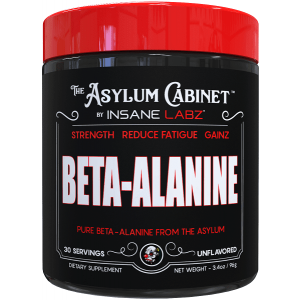 THE ASYLUM CABINET™
BY INSANE LABZ®
STRENGTH REDUCE FATIGUE GAINZ
BETA-ALANINE
PURE BETA-ALANINE FROM THE ASYLUM
30 SERVINGS UNFLAVORED
DIETARY SUPPLEMENT NET WEIGHT - 3.4oz / 96g